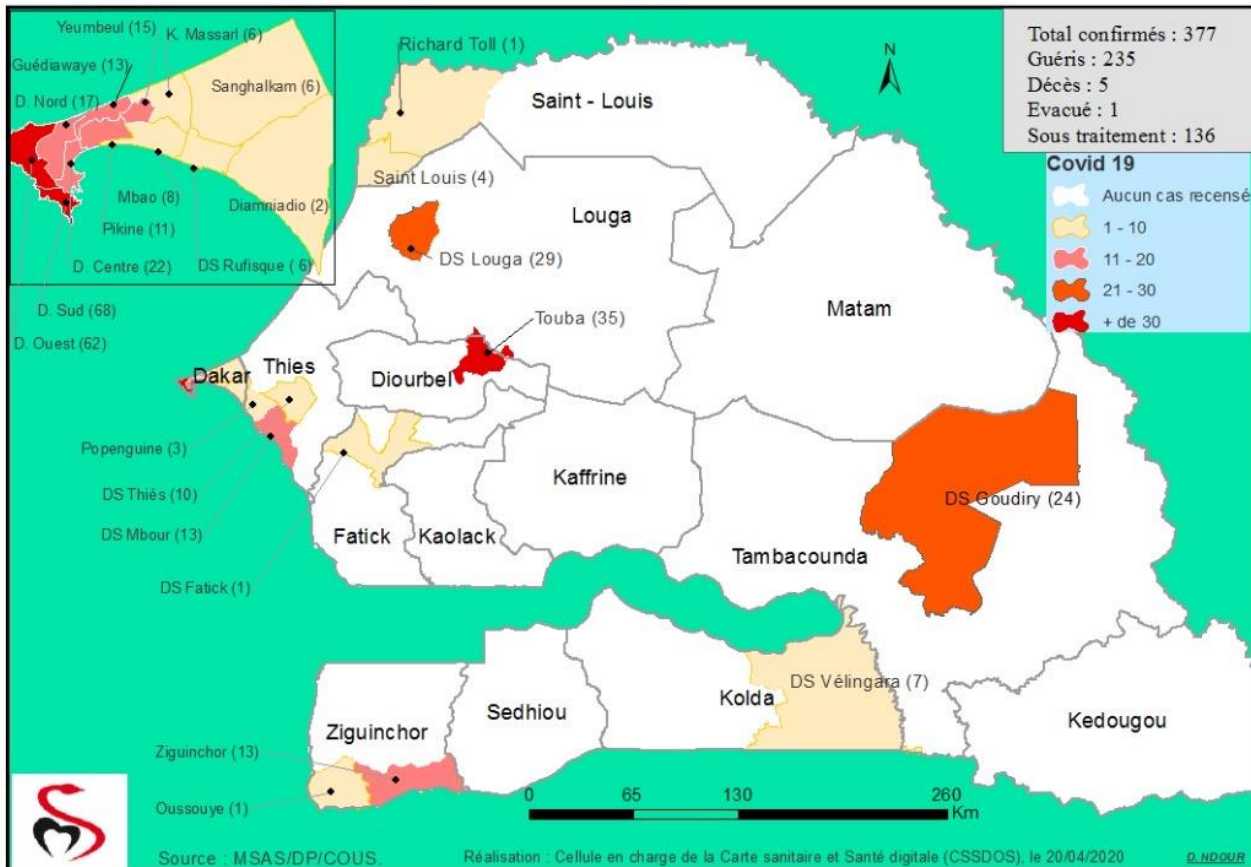 Yeumbeul (15)
K. Massarl (6)
Guédiawaye (13)
D. Nord (17)
Sanghalkam (6)
Mbao (8)
Diamniadio (2)
Pikine (11)
D. Centre (22)
DS Rufisque ( 6)
D. Sud (68)
D. Ouest (62)
Richard Toll (1)
N
Saint - Louis
Total confirmés : 377
Guéris : 235
Décès : 5
Evacué : 1
Sous traitement : 136
Covid 19
Aucun cas recensé
1 - 10
11 - 20
21 - 30
+ de 30
Saint Louis (4)
Louga
DS Louga (29)
Matam
Touba (35)
Dakar
Thies
Diourbel
Popenguine (3)
DS Thiès (10)
DS Mbour (13)
DS Fatick (1)
Fatick
Kaolack
Kaffrine
DS Goudiry (24)
Tambacounda
DS Vélingara (7)
Kolda
Sedhiou
Kedougou
Ziguinchor
Ziguinchor (13)
Oussouye (1)
0 65 130 260
Km
Source : MSAS/DP/COUS.
Réalisation : Cellule en charge de la Carte sanitaire et Santé digitale (CSSDOS), le 20/04/2020
D. NDOUR